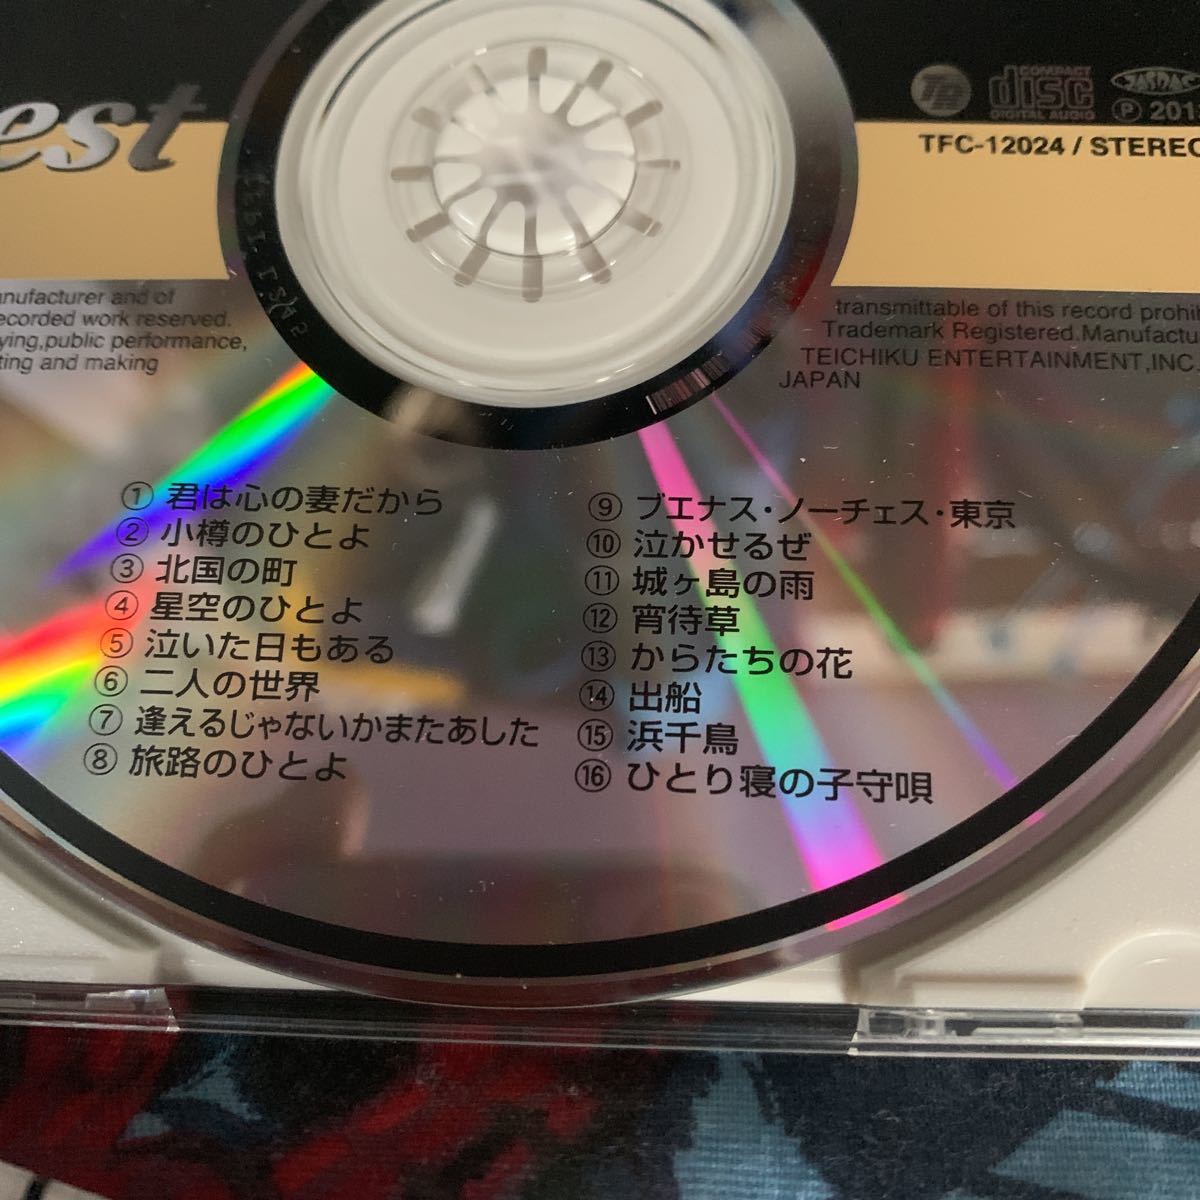 est
COMPACT
disc
DIGITAL AUDIO
JASRAC
Ⓟ 201
TFC-12024 / STEREO
anufacturer and of
ecorded work reserved.
ying,public performance,
ting and making
transmittable of this record prohib
Trademark Registered.Manufactu
TEICHIKU ENTERTAINMENT,INC.
JAPAN
① 君は心の妻だから
② 小樽のひとよ
③ 北国の町
④ 星空のひとよ
⑤ 泣いた日もある
⑥ 二人の世界
⑦ 逢えるじゃないかまたあした
⑧ 旅路のひとよ
⑨ ブエナス・ノーチェス・東京
⑩ 泣かせるぜ
⑪ 城ヶ島の雨
⑫ 宵待草
⑬ からたちの花
⑭ 出船
⑮ 浜千鳥
⑯ ひとり寝の子守唄